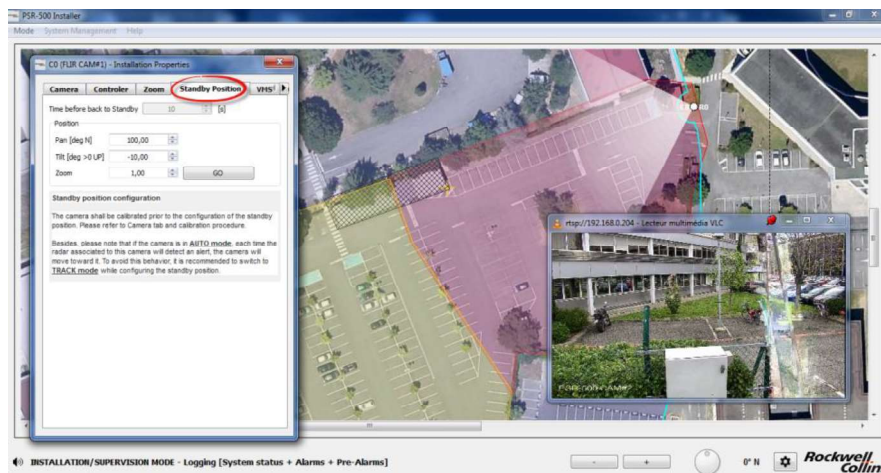 PSR-500 Installer
Mode System Management Help
C0 (FLIR CAM#1) - Installation Properties
Camera Controler Zoom Standby Position VHS
Time before back to Standby 10 [s]
Position
Pan [deg N] 100,00
Tilt [deg >0 UP] -10,00
Zoom 1,00 GO
Standby position configuration
The camera shall be calibrated prior to the configuration of the standby
position. Please refer to Camera tab and calibration procedure.
Besides, please note that if the camera is in AUTO mode, each time the
radar associated to this camera will detect an alert, the camera will
move toward it. To avoid this behavior, it is recommended to switch to
TRACK mode while configuring the standby position.
R0
rtsp://192.168.0.204 - Lecteur multimédia VLC
INSTALLATION/SUPERVISION MODE - Logging [System status + Alarms + Pre-Alarms]
- + 0° N
Rockwell
Collin